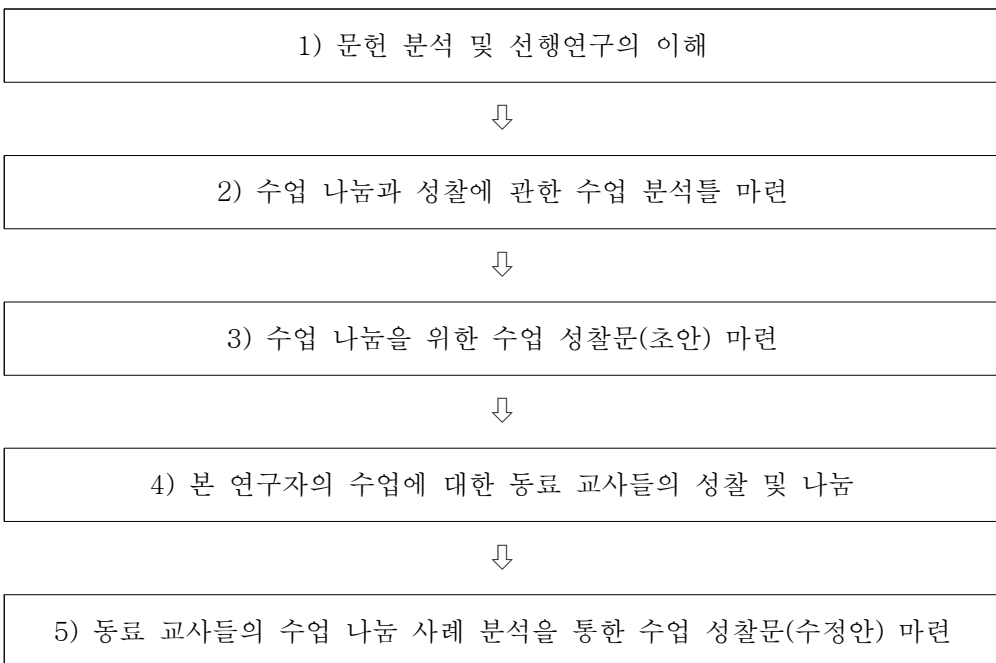 1) 문헌 분석 및 선행연구의 이해
⇩
2) 수업 나눔과 성찰에 관한 수업 분석틀 마련
⇩
3) 수업 나눔을 위한 수업 성찰문(초안) 마련
⇩
4) 본 연구자의 수업에 대한 동료 교사들의 성찰 및 나눔
⇩
5) 동료 교사들의 수업 나눔 사례 분석을 통한 수업 성찰문(수정안) 마련